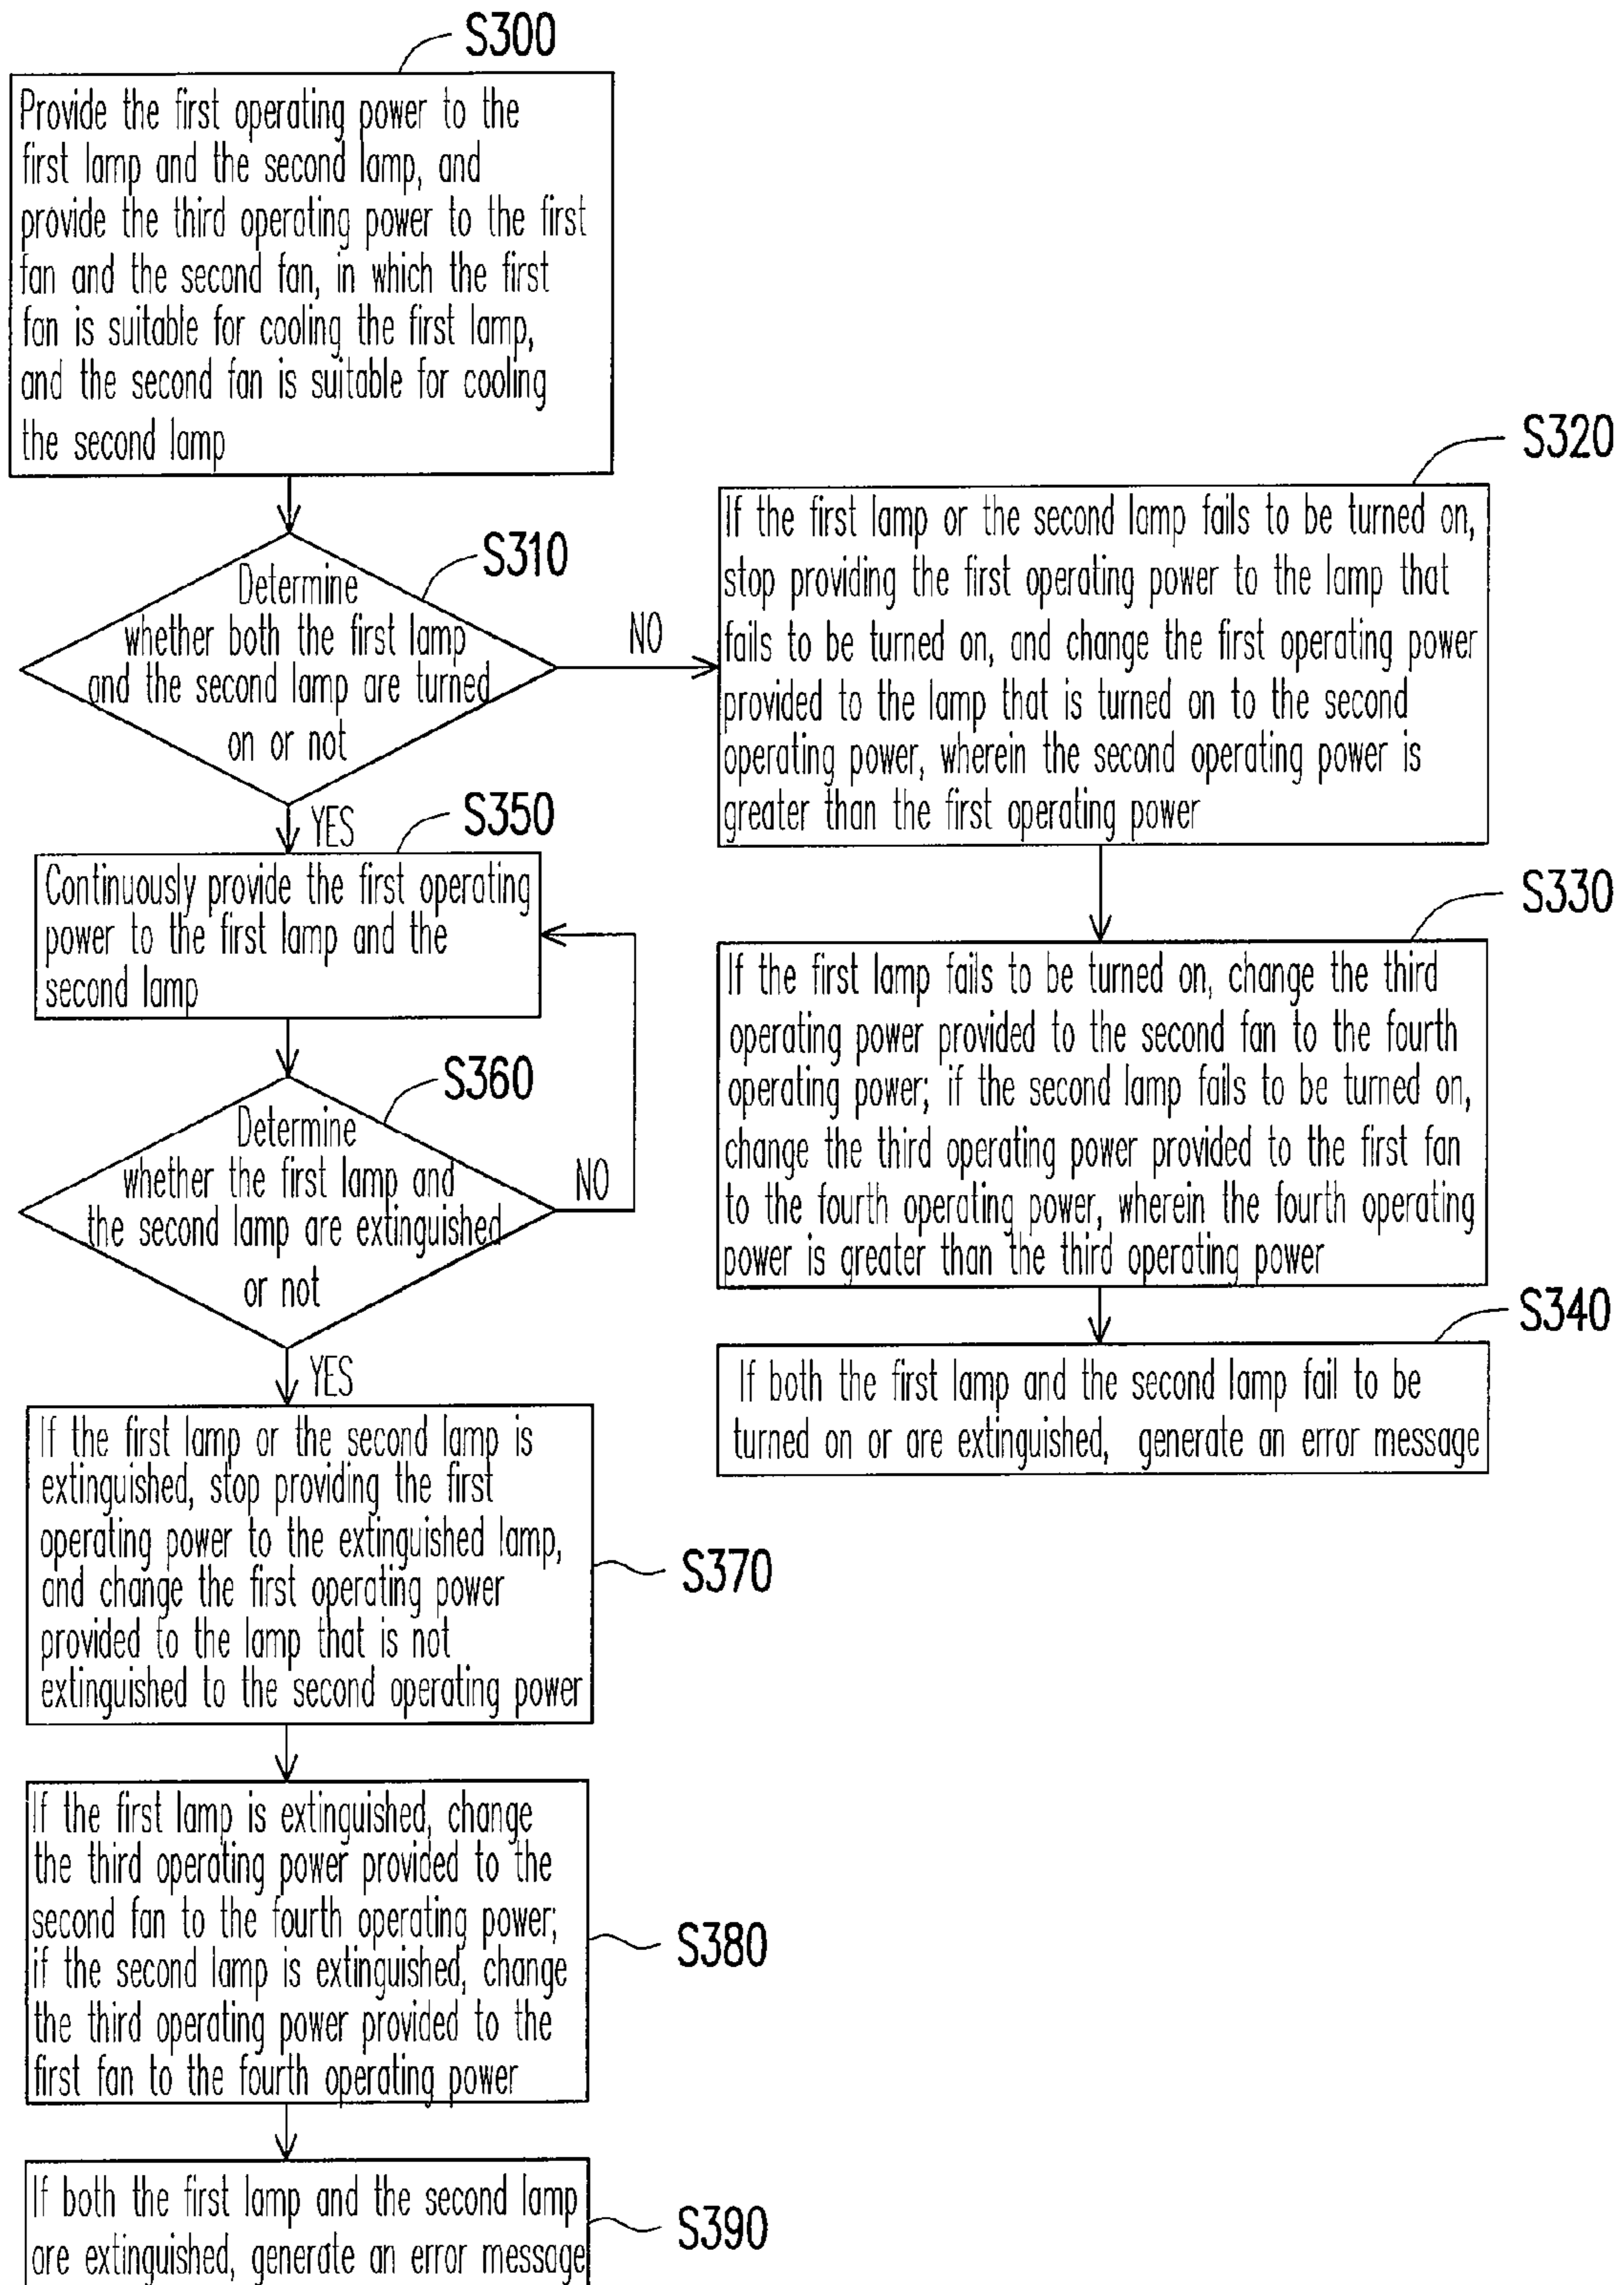 S300
Provide the first operating power to the
first lamp and the second lamp, and
provide the third operating power to the first
fan and the second fan, in which the first
fan is suitable for cooling the first lamp,
and the second fan is suitable for cooling
the second lamp
S310
Determine
whether both the first lamp
and the second lamp are turned
on or not
NO
YES
S320
If the first lamp or the second lamp fails to be turned on,
stop providing the first operating power to the lamp that
fails to be turned on, and change the first operating power
provided to the lamp that is turned on to the second
operating power, wherein the second operating power is
greater than the first operating power
S330
If the first lamp fails to be turned on, change the third
operating power provided to the second fan to the fourth
operating power; if the second lamp fails to be turned on,
change the third operating power provided to the first fan
to the fourth operating power, wherein the fourth operating
power is greater than the third operating power
S340
If both the first lamp and the second lamp fail to be
turned on or are extinguished, generate an error message
S350
Continuously provide the first operating
power to the first lamp and the
second lamp
S360
Determine
whether the first lamp and
the second lamp are extinguished
or not
NO
YES
If the first lamp or the second lamp is
extinguished, stop providing the first
operating power to the extinguished lamp,
and change the first operating power
provided to the lamp that is not
extinguished to the second operating power
S370
If the first lamp is extinguished, change
the third operating power provided to the
second fan to the fourth operating power;
if the second lamp is extinguished, change
the third operating power provided to the
first fan to the fourth operating power
S380
If both the first lamp and the second lamp
are extinguished, generate an error message
S390